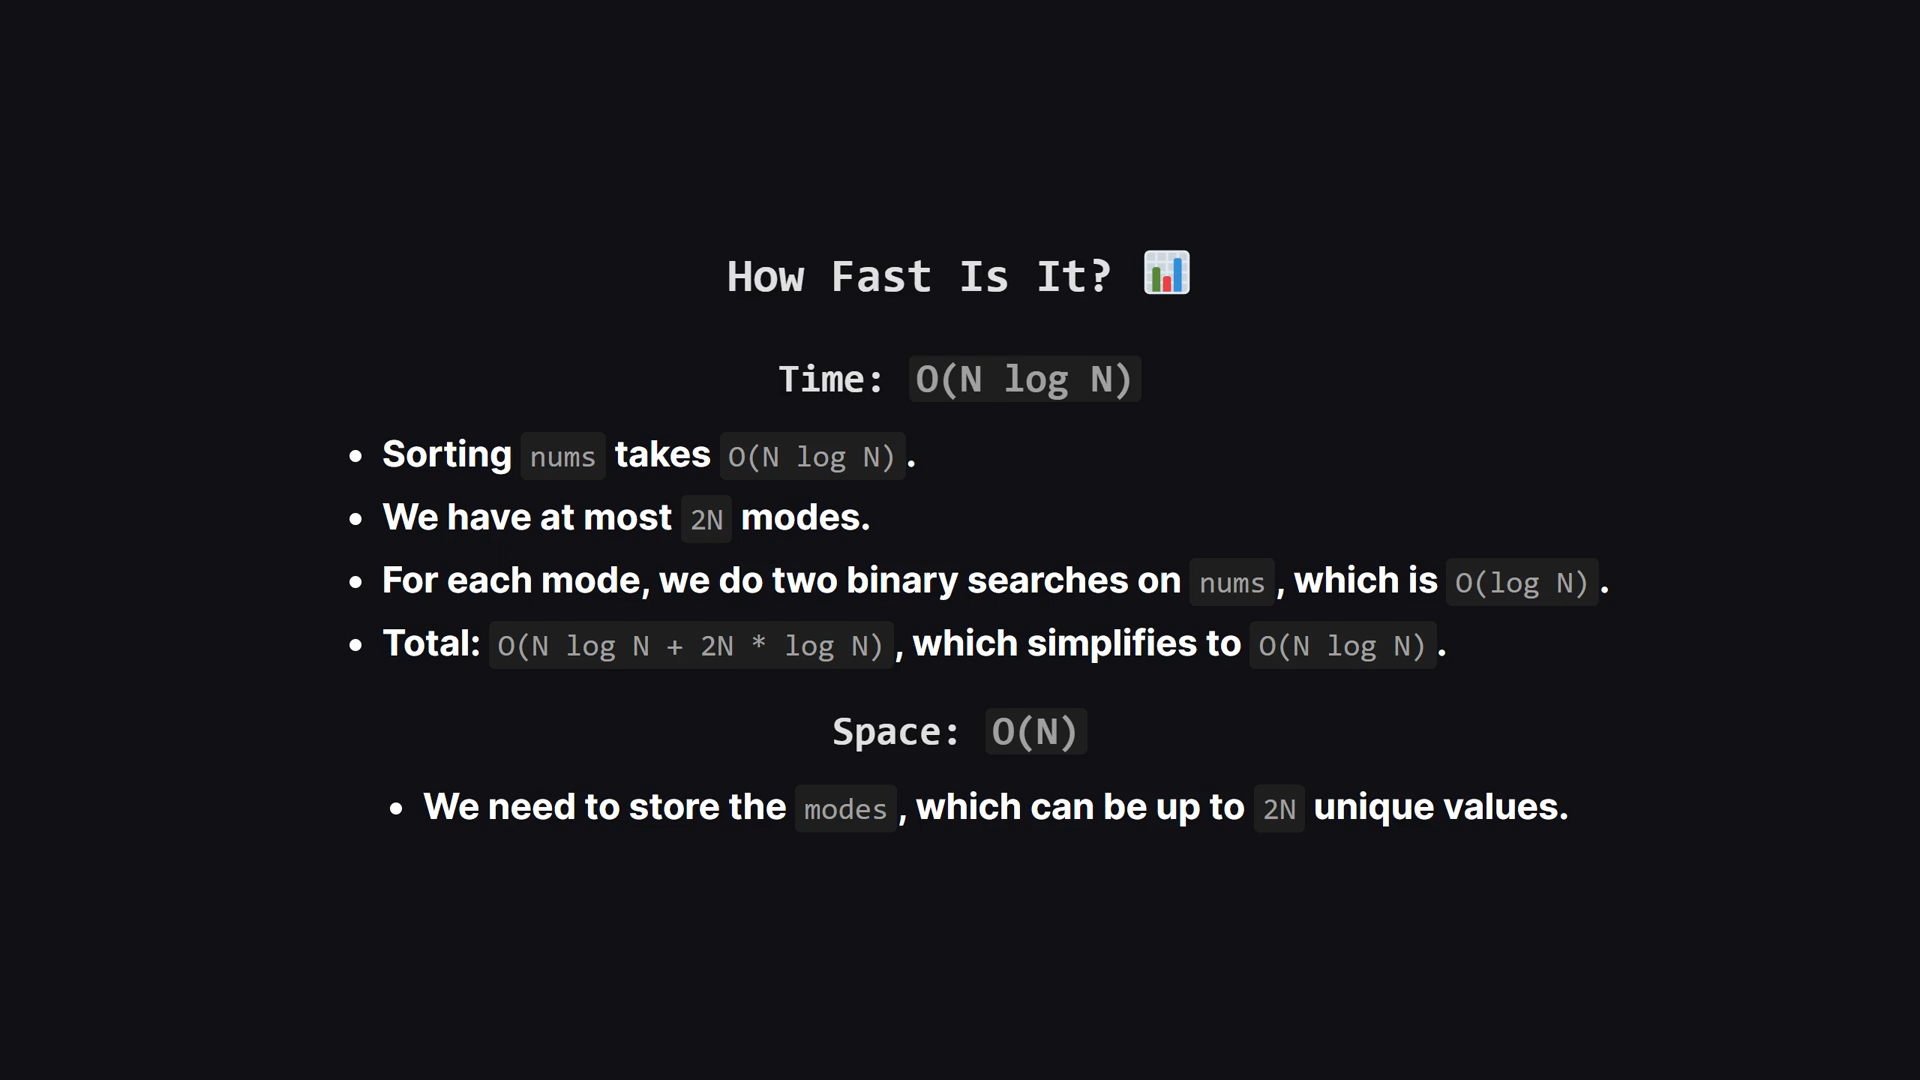 How Fast Is It? 📊
Time: O(N log N)
• Sorting nums takes O(N log N).
• We have at most 2N modes.
• For each mode, we do two binary searches on nums, which is O(log N).
• Total: O(N log N + 2N * log N), which simplifies to O(N log N).
Space: O(N)
• We need to store the modes, which can be up to 2N unique values.